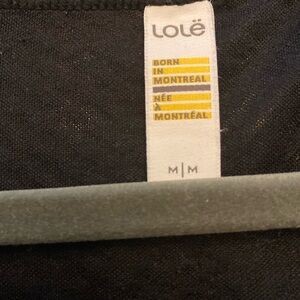 Lolë
BORN
IN
MONTREAL
NÉE
À
MONTRÉAL
M|M